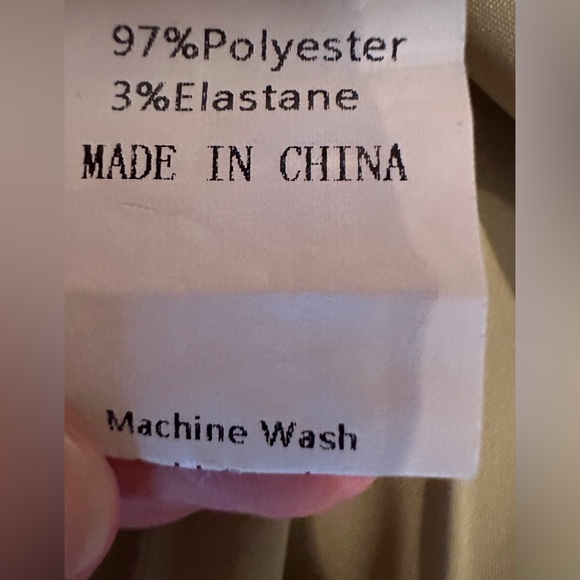 97%Polyester
3%Elastane
MADE IN CHINA
Machine Wash